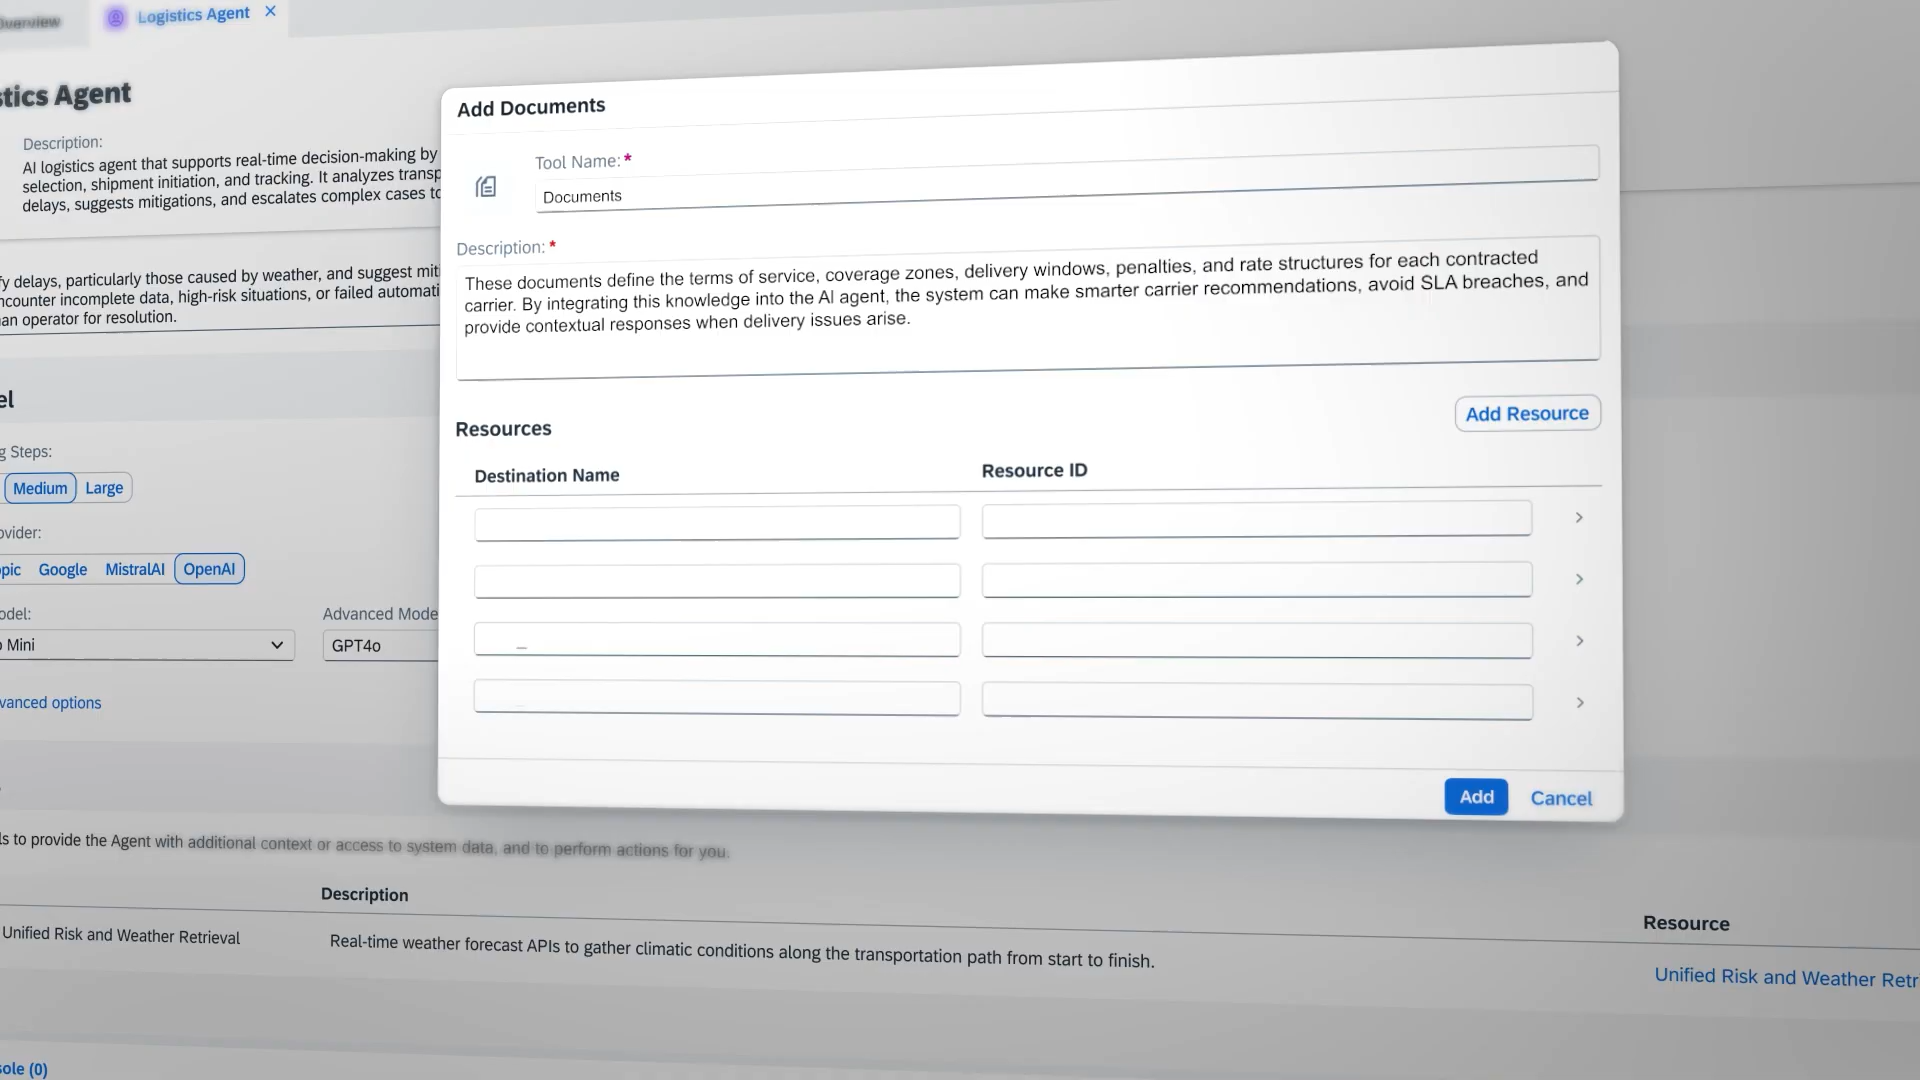 Overview
Logistics Agent
stics Agent
Description:
AI logistics agent that supports real-time decision-making by
selection, shipment initiation, and tracking. It analyzes transp
delays, suggests mitigations, and escalates complex cases to
fy delays, particularly those caused by weather, and suggest miti
ncounter incomplete data, high-risk situations, or failed automati
an operator for resolution.
el
g Steps:
Medium Large
ovider:
opic Google MistralAI OpenAI
odel:
Advanced Mode
o Mini
GPT4o
vanced options
Add Documents
Tool Name:*
Documents
Description: *
These documents define the terms of service, coverage zones, delivery windows, penalties, and rate structures for each contracted
carrier. By integrating this knowledge into the AI agent, the system can make smarter carrier recommendations, avoid SLA breaches, and
provide contextual responses when delivery issues arise.
Resources
Add Resource
Destination Name
Resource ID
Add
Cancel
ls to provide the Agent with additional context or access to system data, and to perform actions for you.
Description
Resource
Unified Risk and Weather Retrieval
Real-time weather forecast APIs to gather climatic conditions along the transportation path from start to finish.
Unified Risk and Weather Retri
sole (0)